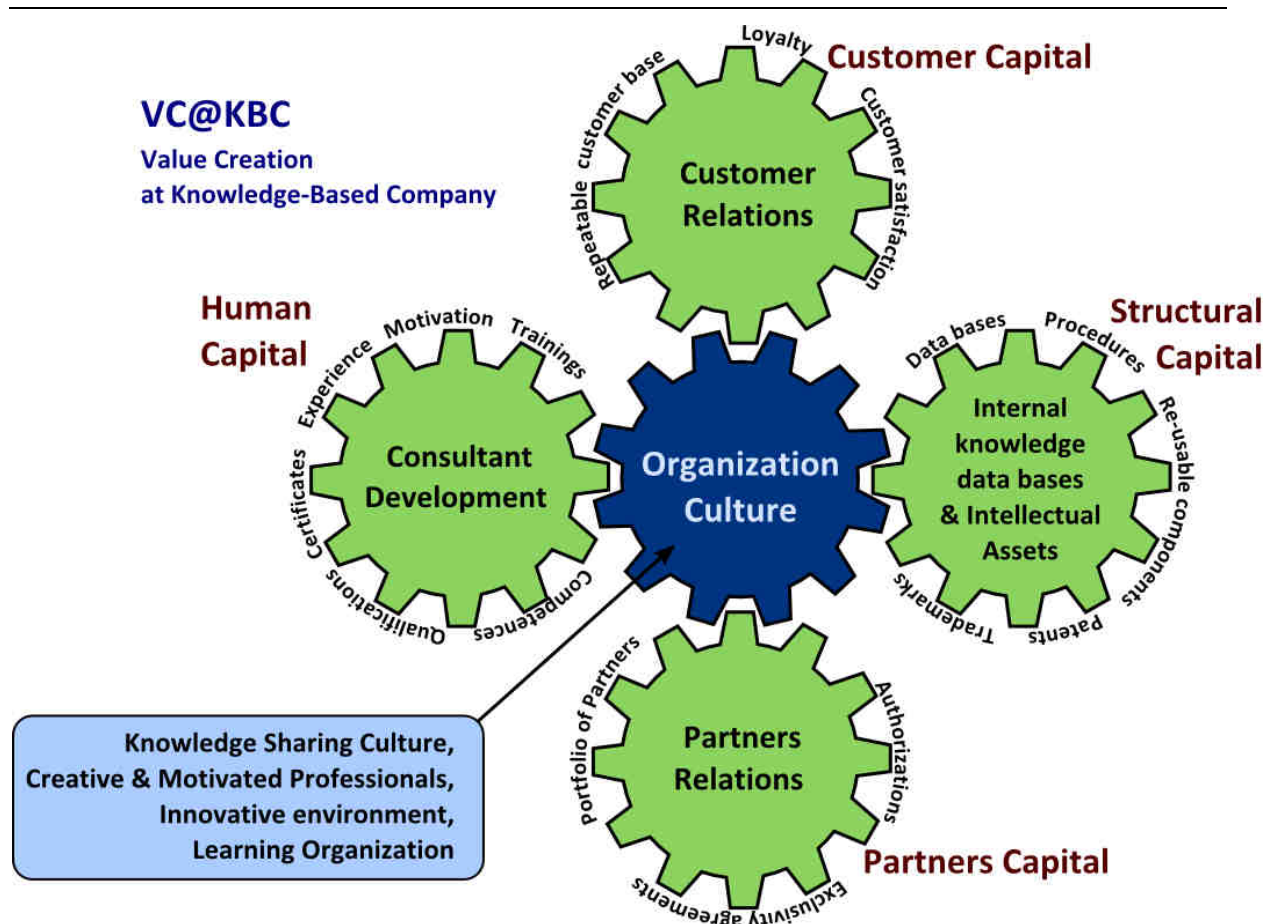 Loyalty
Customer Capital
Repeatable customer base
Customer satisfaction
VC@KBC
Value Creation
at Knowledge-Based Company
Customer
Relations
Human
Capital
Structural
Capital
Certificates
Experience
Motivation
Trainings
Competences
Qualifications
Consultant
Development
Organization
Culture
Data bases
Procedures
Re-usable components
Patents
Trademarks
Internal
knowledge
data bases
& Intellectual
Assets
Portfolio of Partners
Authorizations
Exclusivity agreements
Partners
Relations
Partners Capital
Knowledge Sharing Culture,
Creative & Motivated Professionals,
Innovative environment,
Learning Organization